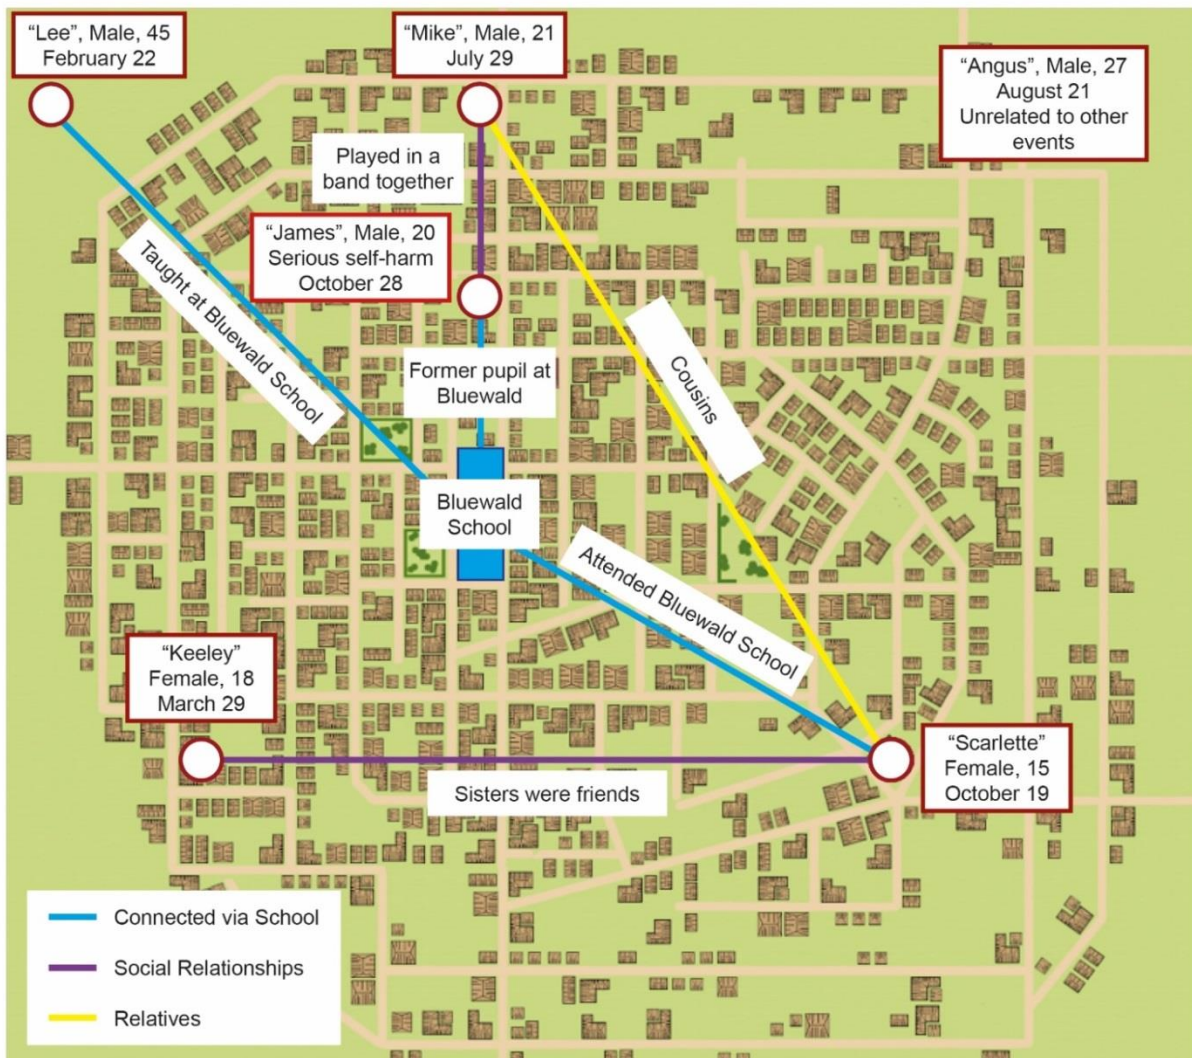 “Lee”, Male, 45
February 22
“Mike”, Male, 21
July 29
“Angus”, Male, 27
August 21
Unrelated to other
events
Played in a
band together
“James”, Male, 20
Serious self-harm
October 28
Taught at Bluewald School
Former pupil at
Bluewald
Cousins
Bluewald
School
Attended Bluewald School
“Keeley”
Female, 18
March 29
“Scarlette”
Female, 15
October 19
Sisters were friends
Connected via School
Social Relationships
Relatives